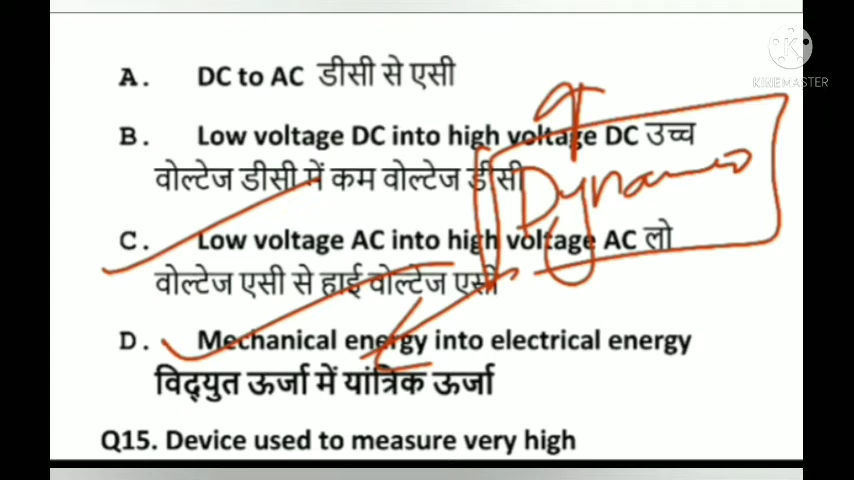 KINEMASTER
A. DC to AC डीसी से एसी
B. Low voltage DC into high voltage DC उच्च
वोल्टेज डीसी में कम वोल्टेज डीसी
Dynamo
C. Low voltage AC into high voltage AC लो
वोल्टेज एसी से हाई वोल्टेज एसी
D. Mechanical energy into electrical energy
विद्युत ऊर्जा में यांत्रिक ऊर्जा
Q15. Device used to measure very high